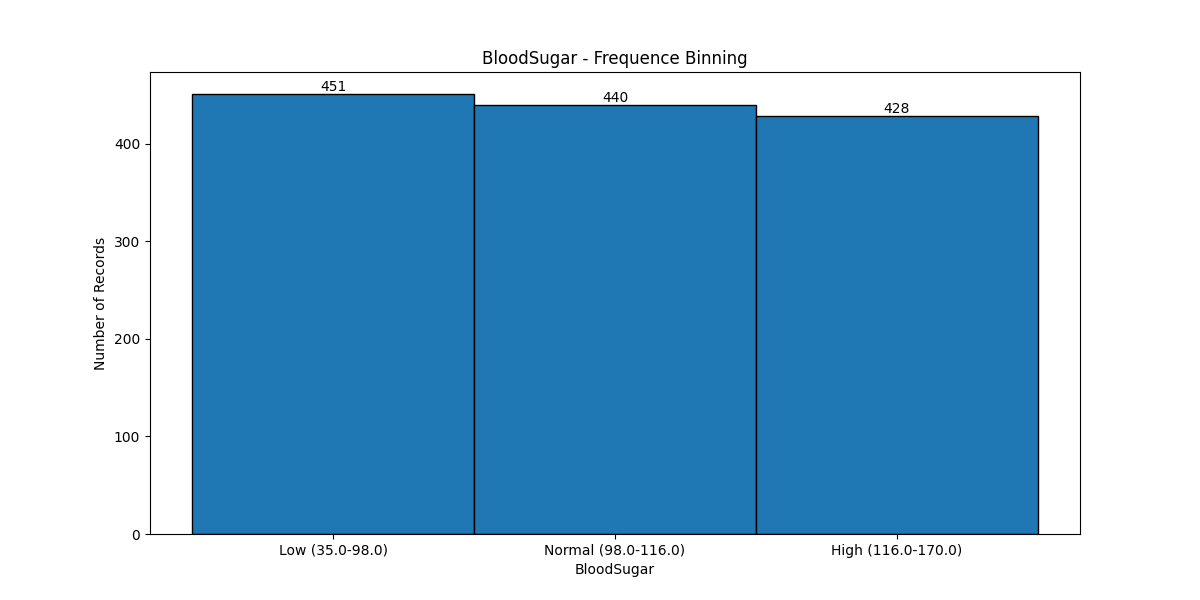 BloodSugar - Frequence Binning
451
440
428
400
300
200
100
0
Number of Records
Low (35.0-98.0)
Normal (98.0-116.0)
High (116.0-170.0)
BloodSugar